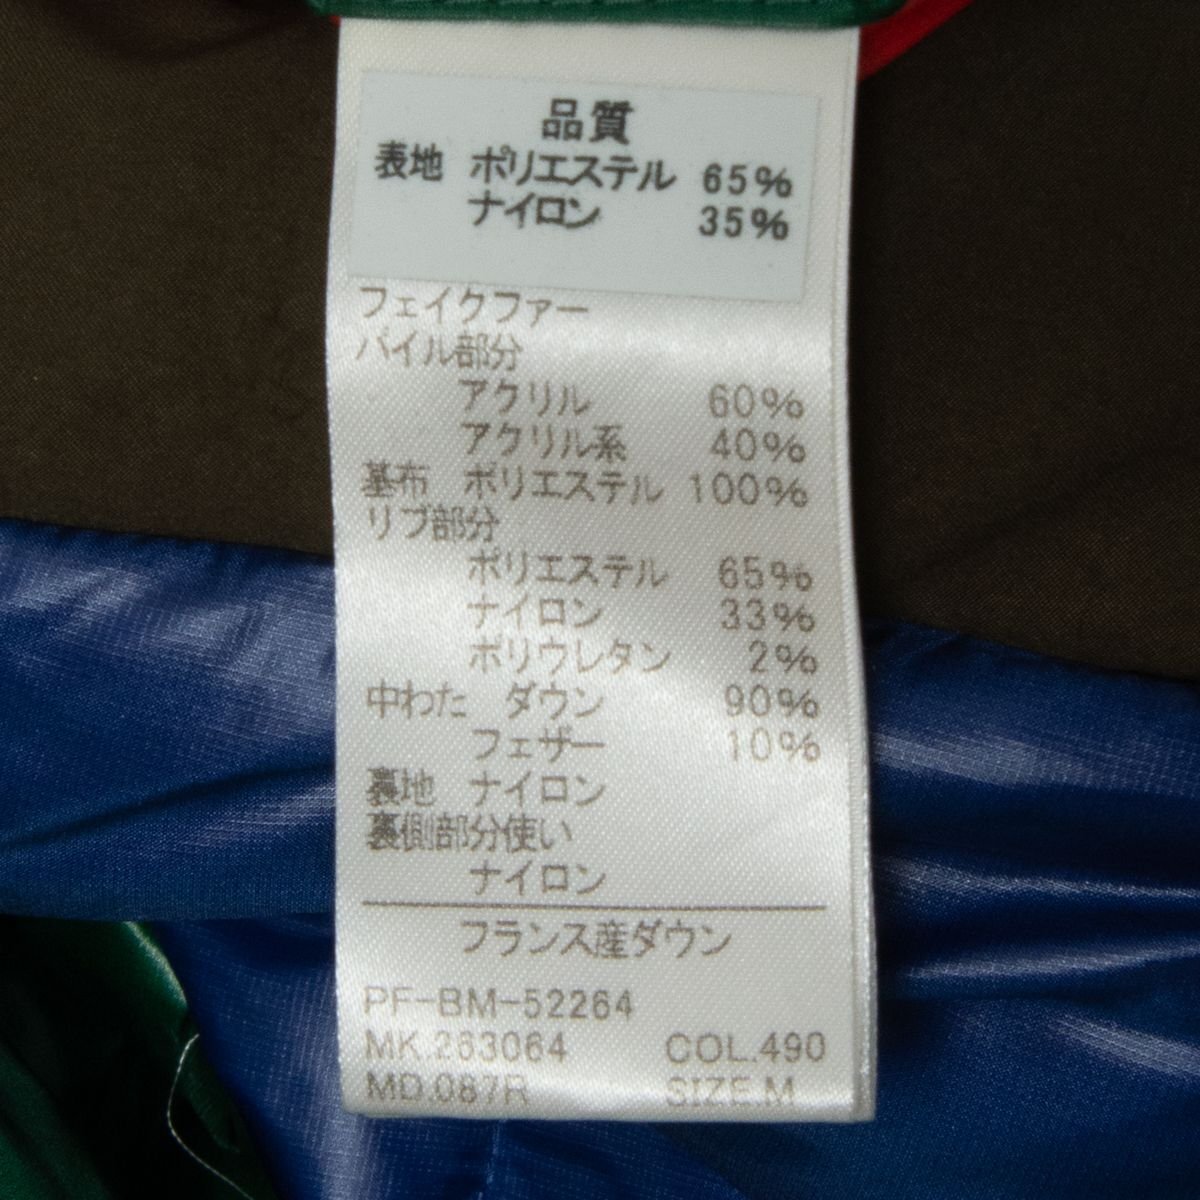 品質
表地 ポリエステル 65%
ナイロン 35%
フェイクファー
パイル部分
アクリル 60%
アクリル系 40%
基布 ポリエステル 100%
リブ部分
ポリエステル 65%
ナイロン 33%
ポリウレタン 2%
中わた ダウン 90%
フェザー 10%
裏地 ナイロン
裏側部分使い
ナイロン
フランス産ダウン
PF-BM-52264
MK.263064 COL.490
MD.087R SIZE.M